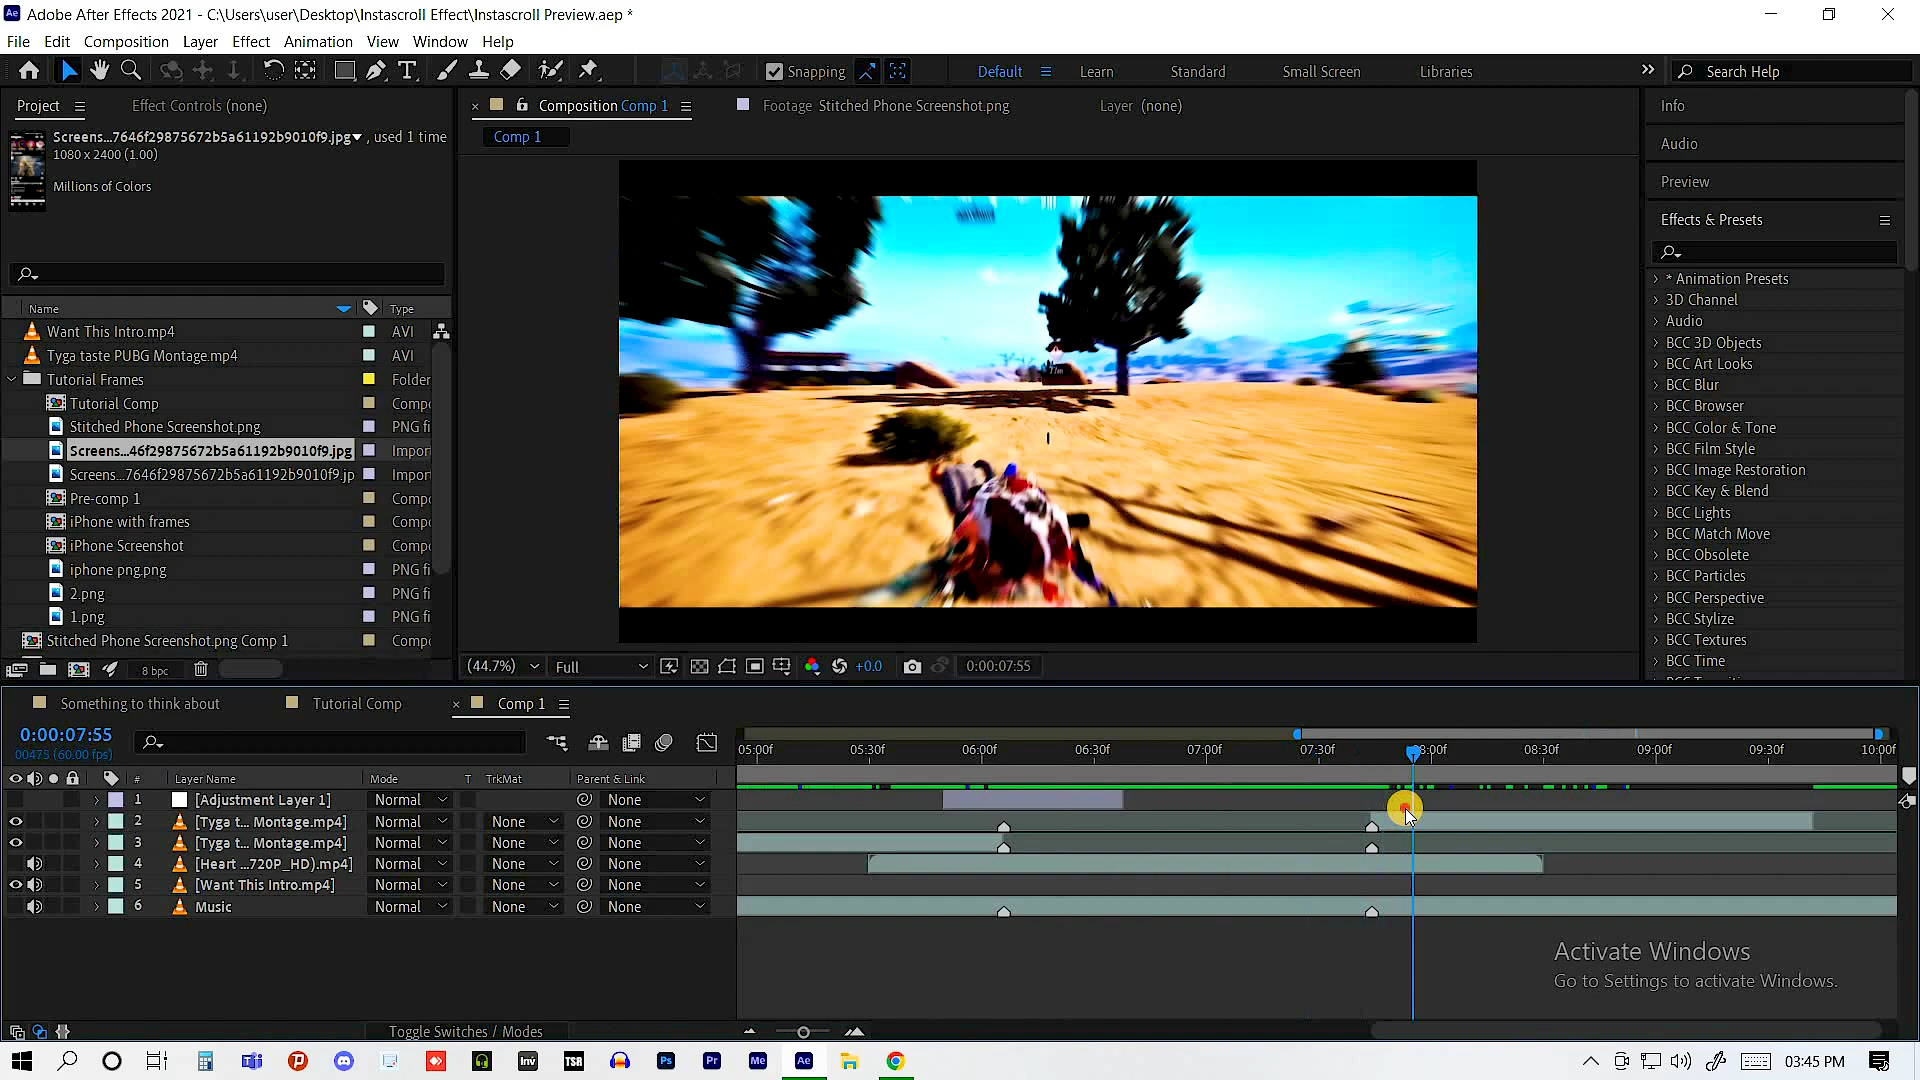 Adobe After Effects 2021 - C:\Users\user\Desktop\Instascroll Effect\Instascroll Preview.aep *
File Edit Composition Layer Effect Animation View Window Help
Snapping Default Learn Standard Small Screen Libraries Search Help
Project Effect Controls (none)
Composition Comp 1 Footage Stitched Phone Screenshot.png Layer (none)
Comp 1
Screens...7646f29875672b5a61192b9010f9.jpg , used 1 time
1080 x 2400 (1.00)
Millions of Colors
Name Type
Want This Intro.mp4 AVI
Tyga taste PUBG Montage.mp4 AVI
Tutorial Frames Folder
Tutorial Comp Comp
Stitched Phone Screenshot.png PNG fi
Screens...46f29875672b5a61192b9010f9.jpg Impor
Screens...7646f29875672b5a61192b9010f9.jp Impor
Pre-comp 1 Comp
iPhone with frames Comp
iPhone Screenshot Comp
iphone png.png PNG fi
2.png PNG fi
1.png PNG fi
Stitched Phone Screenshot.png Comp 1 Comp
8 bpc
77m
(44.7%) Full +0.0 0:00:07:55
Info
Audio
Preview
Effects & Presets
* Animation Presets
3D Channel
Audio
BCC 3D Objects
BCC Art Looks
BCC Blur
BCC Browser
BCC Color & Tone
BCC Film Style
BCC Image Restoration
BCC Key & Blend
BCC Lights
BCC Match Move
BCC Obsolete
BCC Particles
BCC Perspective
BCC Stylize
BCC Textures
BCC Time
Something to think about Tutorial Comp Comp 1
0:00:07:55
00475 (60.00 fps)
05:00f 05:30f 06:00f 06:30f 07:00f 07:30f 08:00f 08:30f 09:00f 09:30f 10:00f
# Layer Name Mode T TrkMat Parent & Link
1 [Adjustment Layer 1] Normal None
2 [Tyga t... Montage.mp4] Normal None None
3 [Tyga t... Montage.mp4] Normal None None
4 [Heart ...720P_HD).mp4] Normal None None
5 [Want This Intro.mp4] Normal None None
6 Music Normal None None
Activate Windows
Go to Settings to activate Windows.
Toggle Switches / Modes
Inv TSR Ps Pr Me Ae
03:45 PM